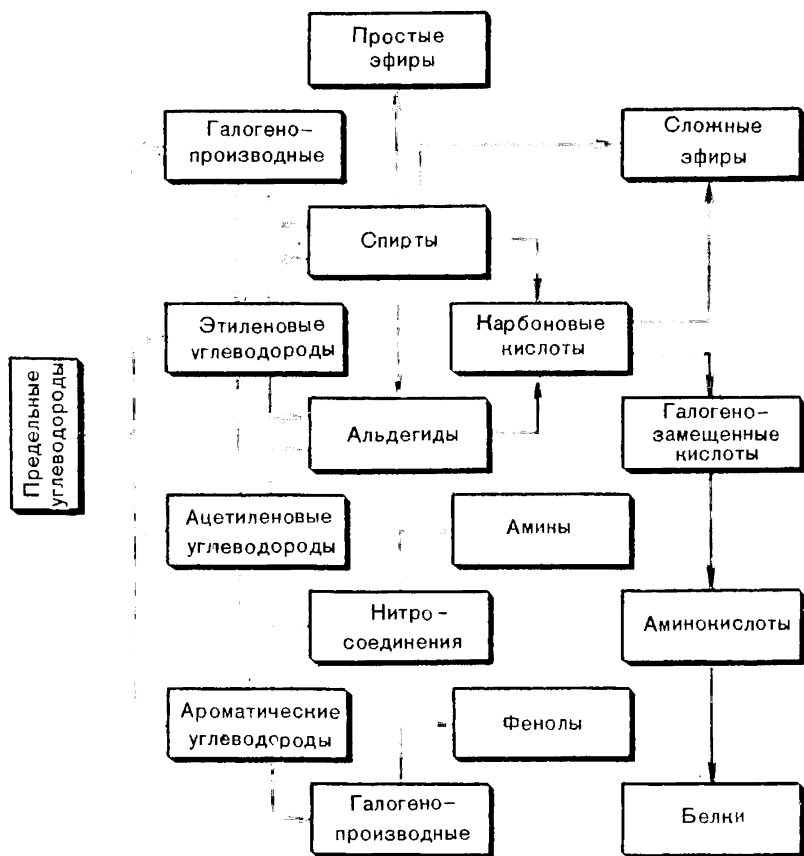 Простые
эфиры
Галогено-
производные
Сложные
эфиры
Спирты
Этиленовые
углеводороды
Карбоновые
кислоты
Предельные
углеводороды
Альдегиды
Галогено-
замещенные
кислоты
Ацетиленовые
углеводороды
Амины
Нитро-
соединения
Аминокислоты
Ароматические
углеводороды
Фенолы
Галогено-
производные
Белки